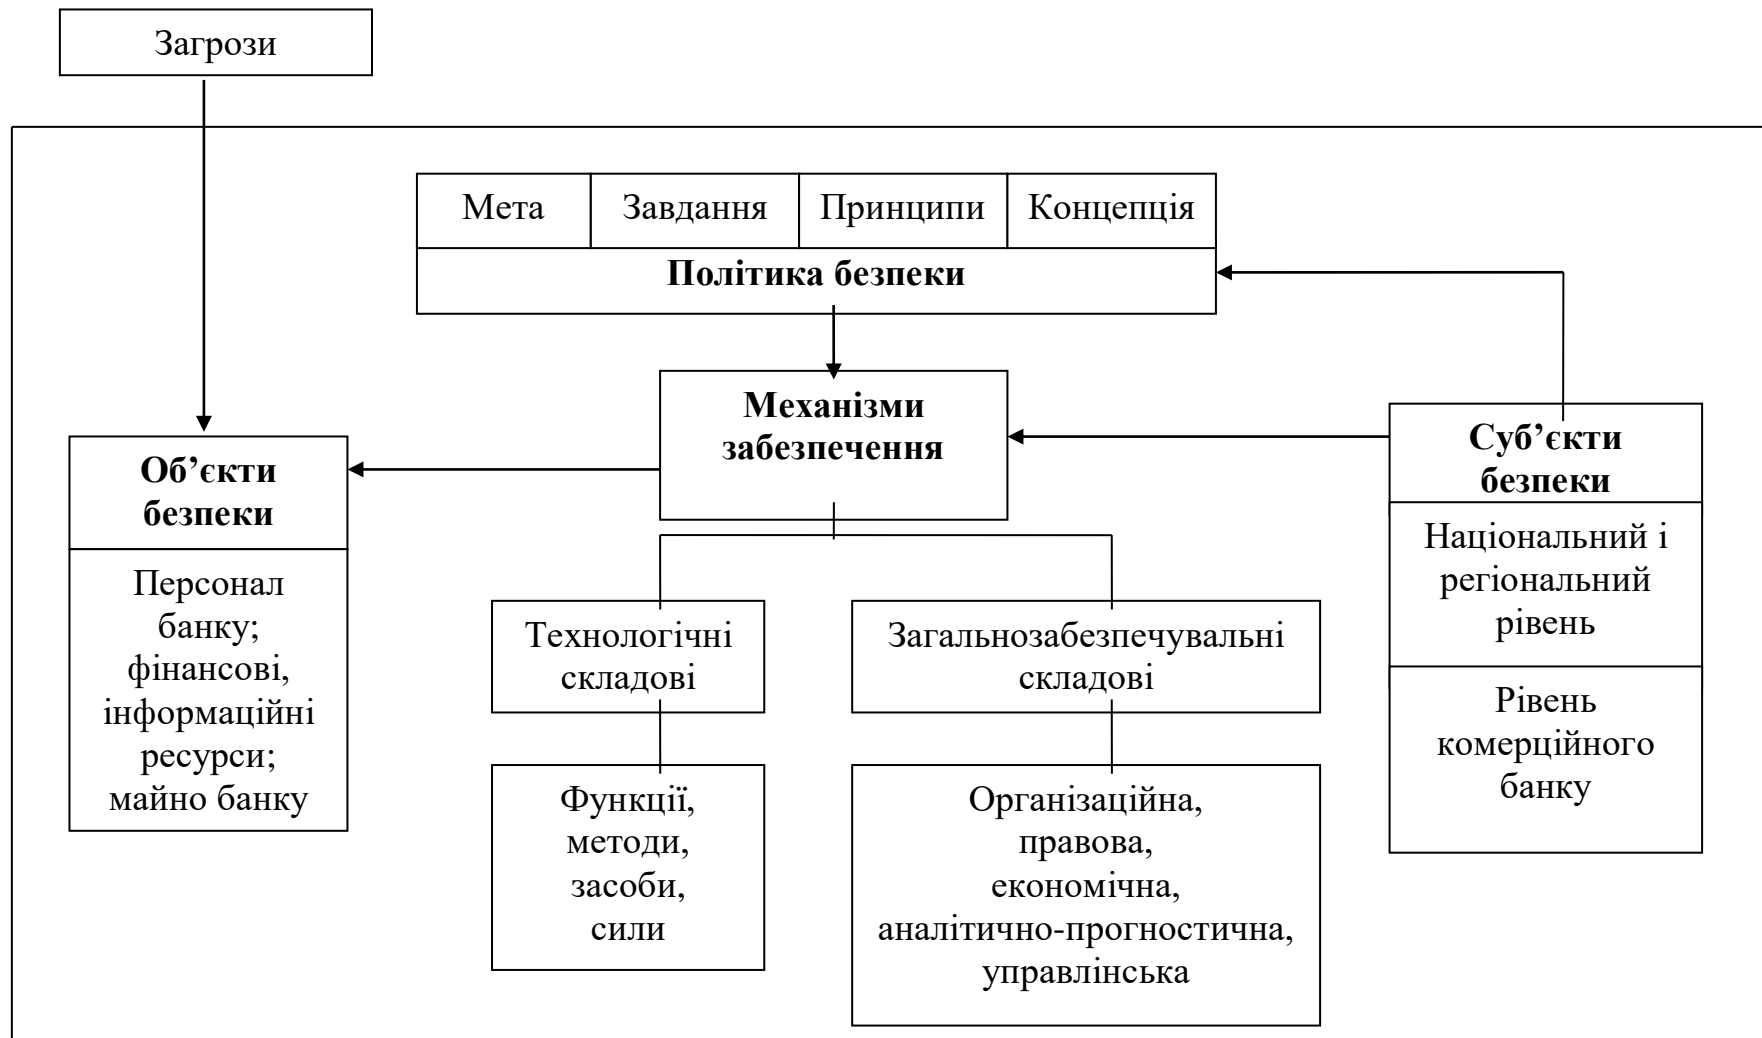 Загрози
Мета
Завдання
Принципи
Концепція
Політика безпеки
Механізми
забезпечення
Об’єкти
безпеки
Персонал
банку;
фінансові,
інформаційні
ресурси;
майно банку
Технологічні
складові
Функції,
методи,
засоби,
сили
Загальнозабезпечувальні
складові
Організаційна,
правова,
економічна,
аналітично-прогностична,
управлінська
Суб’єкти
безпеки
Національний і
регіональний
рівень
Рівень
комерційного
банку